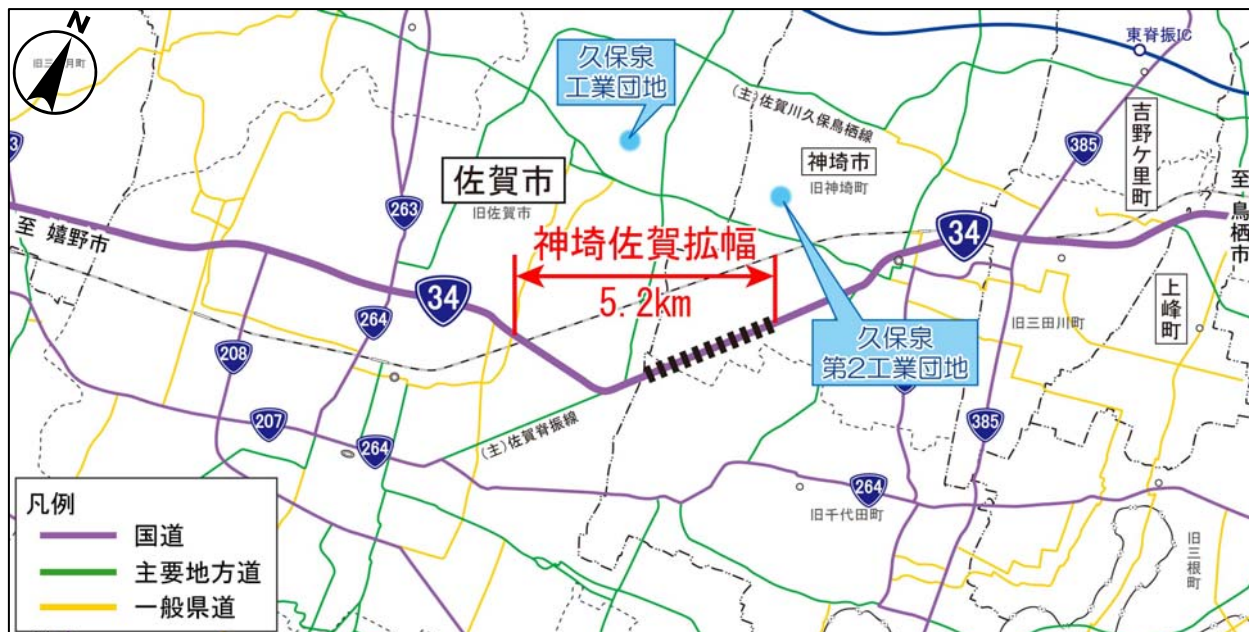 N
旧三日月町
東脊振IC
久保泉
工業団地
(主)佐賀川久保鳥栖線
385
吉野ケ里町
神埼市
旧神埼町
佐賀市
旧佐賀市
263
至 嬉野市
至鳥栖市
34
神埼佐賀拡幅
5.2km
34
264
208
上峰町
旧三田川町
久保泉
第2工業団地
207
264
(主)佐賀脊振線
385
264
旧千代田町
旧三根町
凡例
国道
主要地方道
一般県道